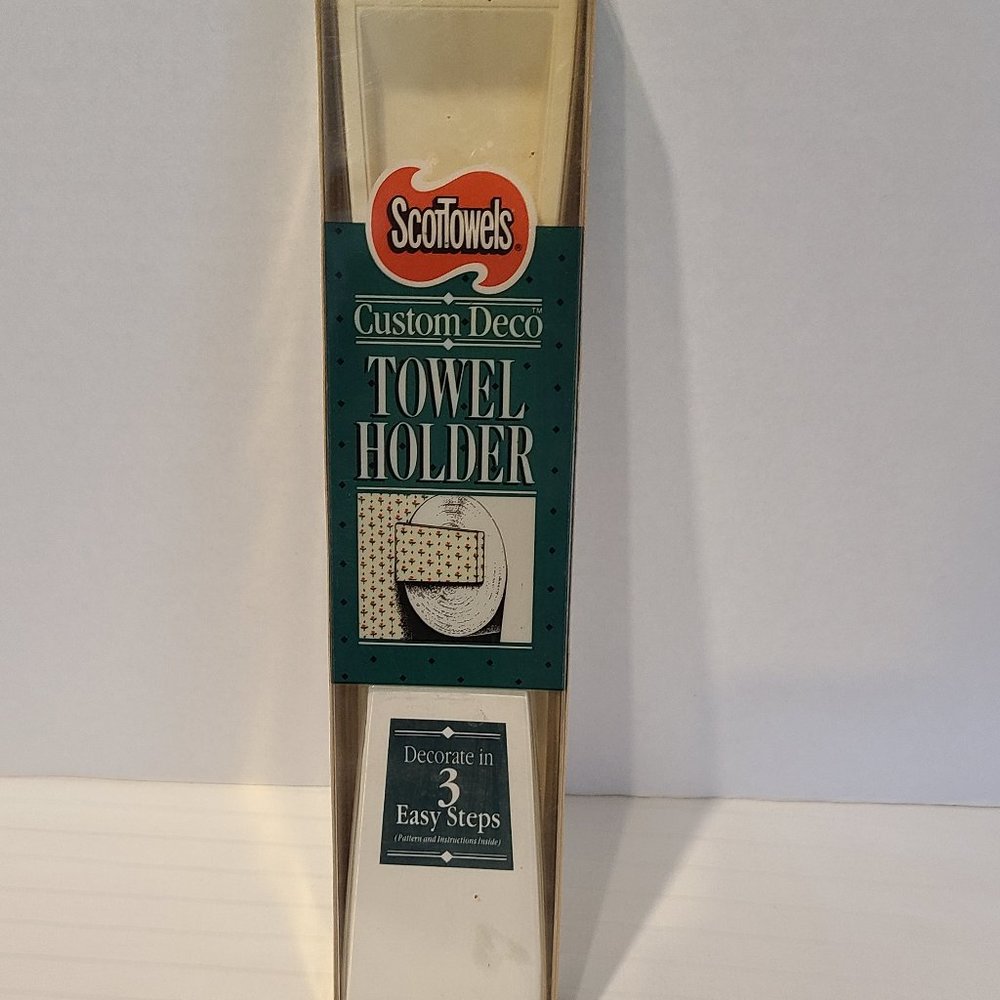 ScotTowels®
Custom Deco™
TOWEL
HOLDER
Decorate in
3
Easy Steps
(Pattern and Instructions Inside)